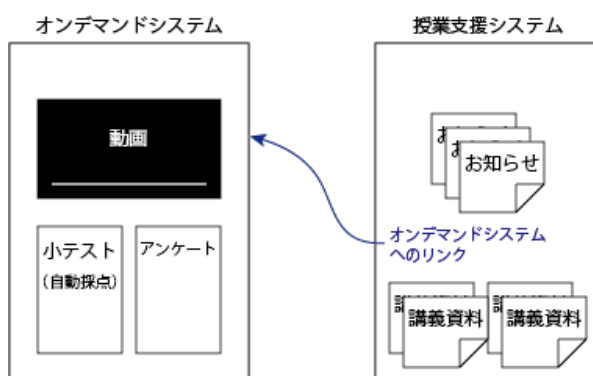 オンデマンドシステム
動画
小テスト
(自動採点)
アンケート
授業支援システム
お知らせ
オンデマンドシステム
へのリンク
講義資料
講義資料